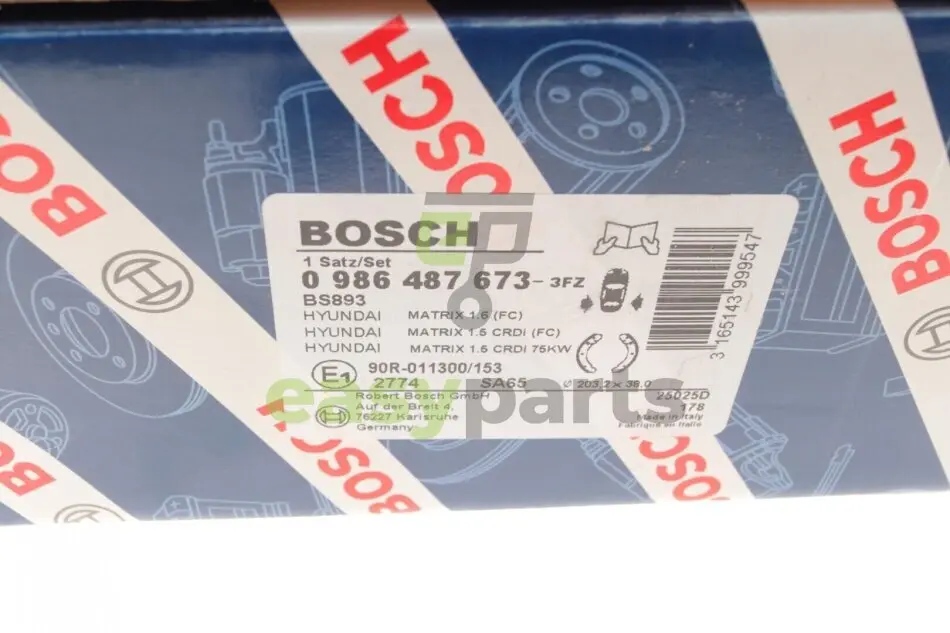 BOSCH
BOSCH
BOSCH
BOSCH
1 Satz/Set
0 986 487 673 - 3FZ
BS893
HYUNDAI MATRIX 1.6 (FC)
HYUNDAI MATRIX 1.5 CRDi (FC)
HYUNDAI MATRIX 1.5 CRDi 75KW
E1 90R-011300/153
2774 SA65 Ø 203,2 x 38,0
Robert Bosch GmbH
Auf der Breit 4,
76227 Karlsruhe
Germany
25025D
178
Made in Italy
Fabriqué en Italie
3 165143 999547
easyparts
BOSCH
BOSCH